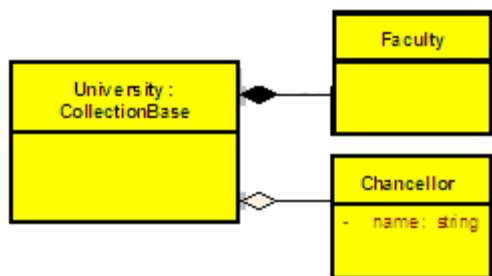 University :
CollectionBase
Faculty
Chancellor
- name: string